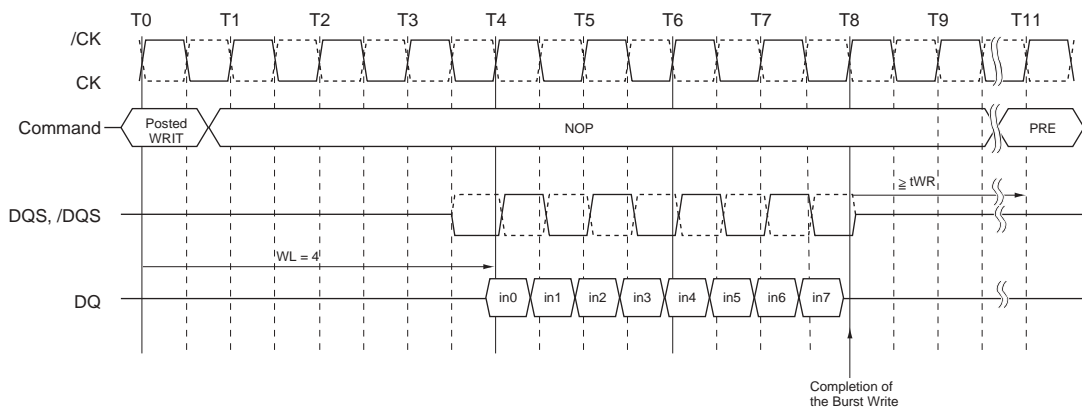 T0 T1 T2 T3 T4 T5 T6 T7 T8 T9 T11
/CK
CK
Command
Posted
WRIT
NOP
PRE
≧ tWR
DQS, /DQS
WL = 4
DQ
in0 in1 in2 in3 in4 in5 in6 in7
Completion of
the Burst Write